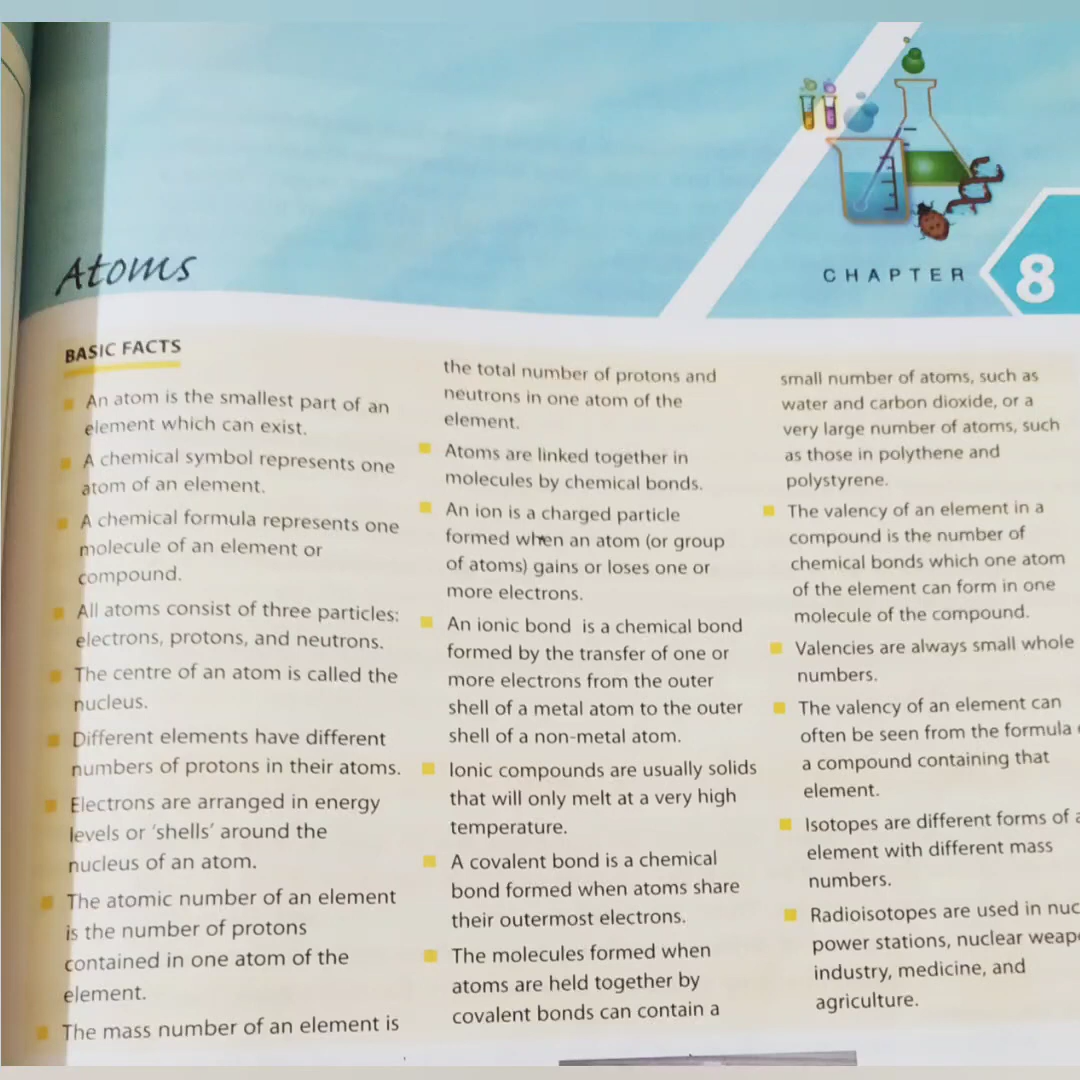 Atoms
CHAPTER 8
BASIC FACTS
An atom is the smallest part of an
element which can exist.
A chemical symbol represents one
atom of an element.
A chemical formula represents one
molecule of an element or
compound.
All atoms consist of three particles:
electrons, protons, and neutrons.
The centre of an atom is called the
nucleus.
Different elements have different
numbers of protons in their atoms.
Electrons are arranged in energy
levels or ‘shells’ around the
nucleus of an atom.
The atomic number of an element
is the number of protons
contained in one atom of the
element.
The mass number of an element is
the total number of protons and
neutrons in one atom of the
element.
Atoms are linked together in
molecules by chemical bonds.
An ion is a charged particle
formed when an atom (or group
of atoms) gains or loses one or
more electrons.
An ionic bond is a chemical bond
formed by the transfer of one or
more electrons from the outer
shell of a metal atom to the outer
shell of a non-metal atom.
Ionic compounds are usually solids
that will only melt at a very high
temperature.
A covalent bond is a chemical
bond formed when atoms share
their outermost electrons.
The molecules formed when
atoms are held together by
covalent bonds can contain a
small number of atoms, such as
water and carbon dioxide, or a
very large number of atoms, such
as those in polythene and
polystyrene.
The valency of an element in a
compound is the number of
chemical bonds which one atom
of the element can form in one
molecule of the compound.
Valencies are always small whole
numbers.
The valency of an element can
often be seen from the formula
a compound containing that
element.
Isotopes are different forms of
element with different mass
numbers.
Radioisotopes are used in nuc
power stations, nuclear weap
industry, medicine, and
agriculture.